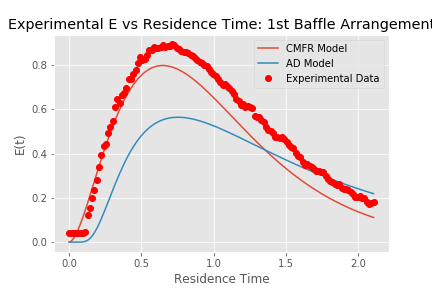 Experimental E vs Residence Time: 1st Baffle Arrangement
CMFR Model
AD Model
Experimental Data
E(t)
0.8
0.6
0.4
0.2
0.0
0.0 0.5 1.0 1.5 2.0
Residence Time